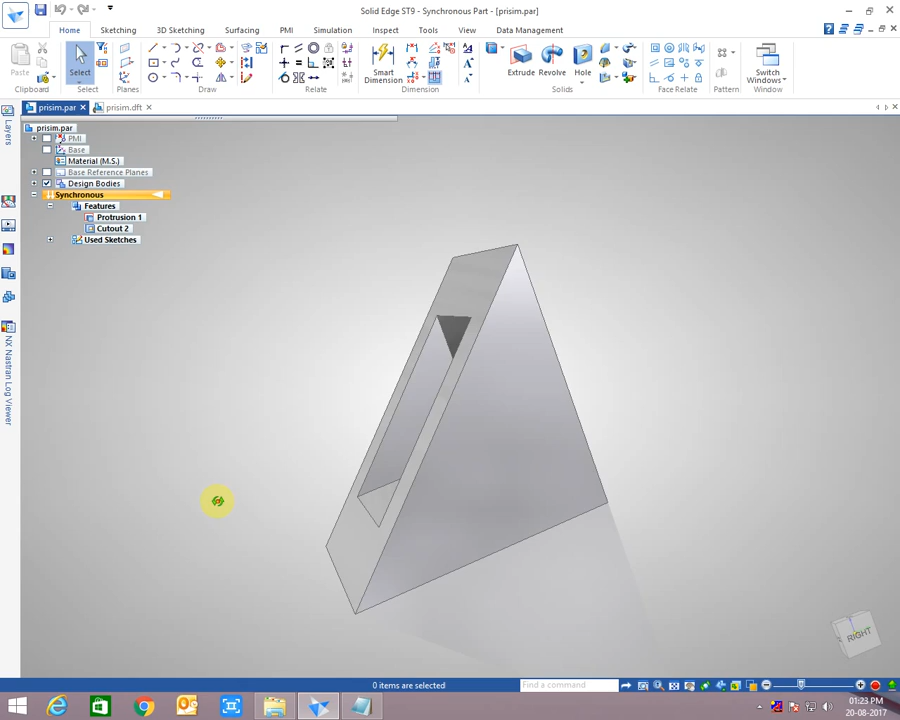 Solid Edge ST9 - Synchronous Part - [prisim.par]
Home
Sketching
3D Sketching
Surfacing
PMI
Simulation
Inspect
Tools
View
Data Management
Paste
Select
Smart
Dimension
Extrude
Revolve
Hole
Switch
Windows
Clipboard
Select
Planes
Draw
Relate
Dimension
Solids
Face Relate
Pattern
Window
prisim.par
prisim.dft
Layers
NX Nastran Log Viewer
prisim.par
PMI
Base
Material (M.S.)
Base Reference Planes
Design Bodies
Synchronous
Features
Protrusion 1
Cutout 2
Used Sketches
RIGHT
0 items are selected
Find a command
01:23 PM
20-08-2017